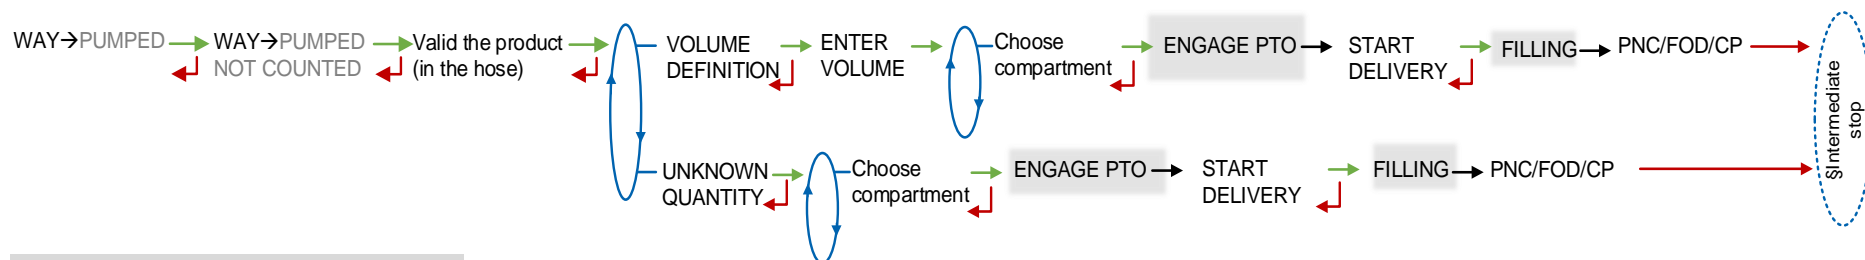 WAY→PUMPED
WAY→PUMPED
NOT COUNTED
Valid the product
(in the hose)
VOLUME
DEFINITION
ENTER
VOLUME
Choose
compartment
ENGAGE PTO
START
DELIVERY
FILLING
PNC/FOD/CP
UNKNOWN
QUANTITY
Choose
compartment
ENGAGE PTO
START
DELIVERY
FILLING
PNC/FOD/CP
§Intermediate
stop